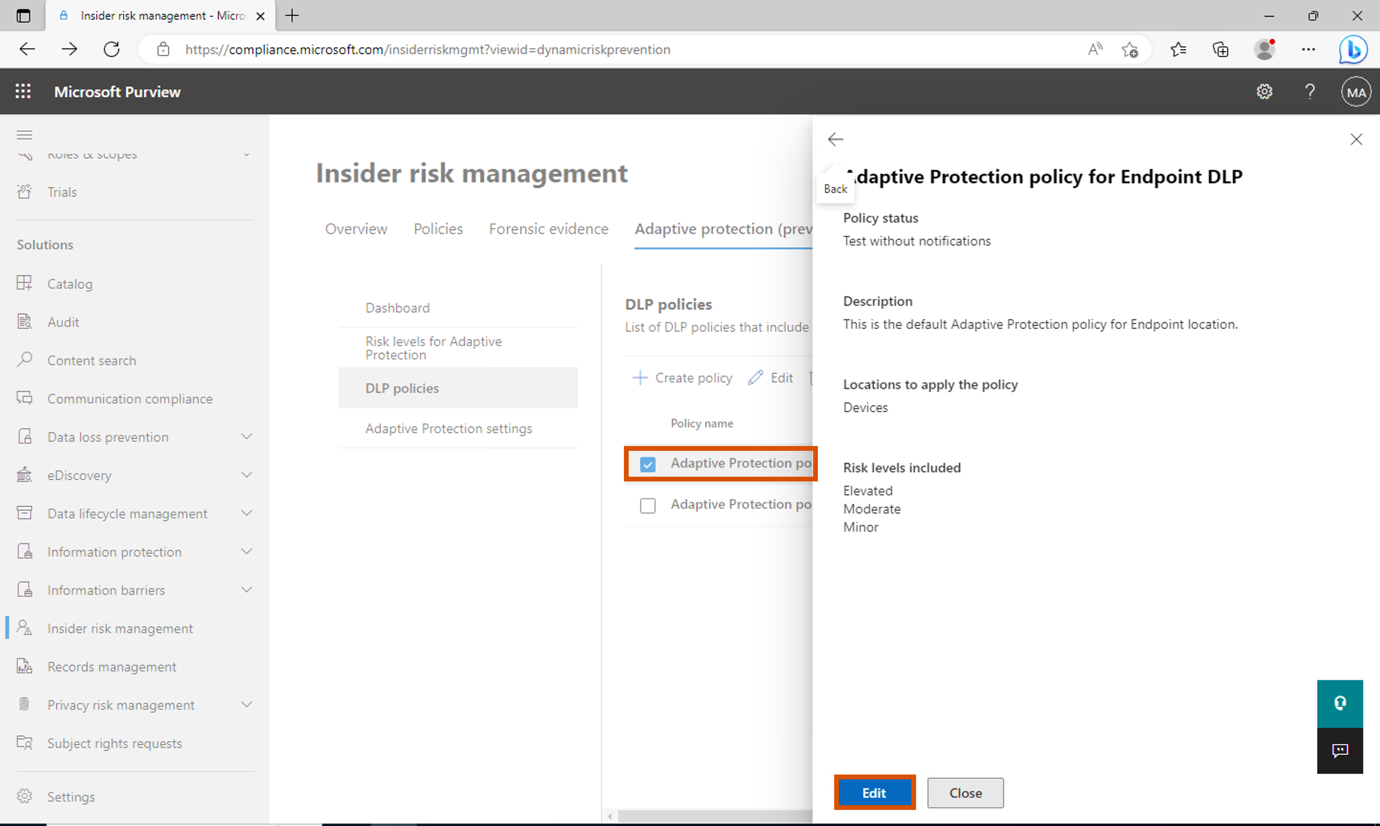 Insider risk management - Micro
https://compliance.microsoft.com/insiderriskmgmt?viewid=dynamicriskprevention
Microsoft Purview
MA
Roles & scopes
Trials
Solutions
Catalog
Audit
Content search
Communication compliance
Data loss prevention
eDiscovery
Data lifecycle management
Information protection
Information barriers
Insider risk management
Records management
Privacy risk management
Subject rights requests
Settings
Insider risk management
Overview
Policies
Forensic evidence
Adaptive protection (prev
Dashboard
Risk levels for Adaptive
Protection
DLP policies
Adaptive Protection settings
DLP policies
List of DLP policies that include
Create policy
Edit
Policy name
Adaptive Protection po
Adaptive Protection po
Back
daptive Protection policy for Endpoint DLP
Policy status
Test without notifications
Description
This is the default Adaptive Protection policy for Endpoint location.
Locations to apply the policy
Devices
Risk levels included
Elevated
Moderate
Minor
Edit
Close